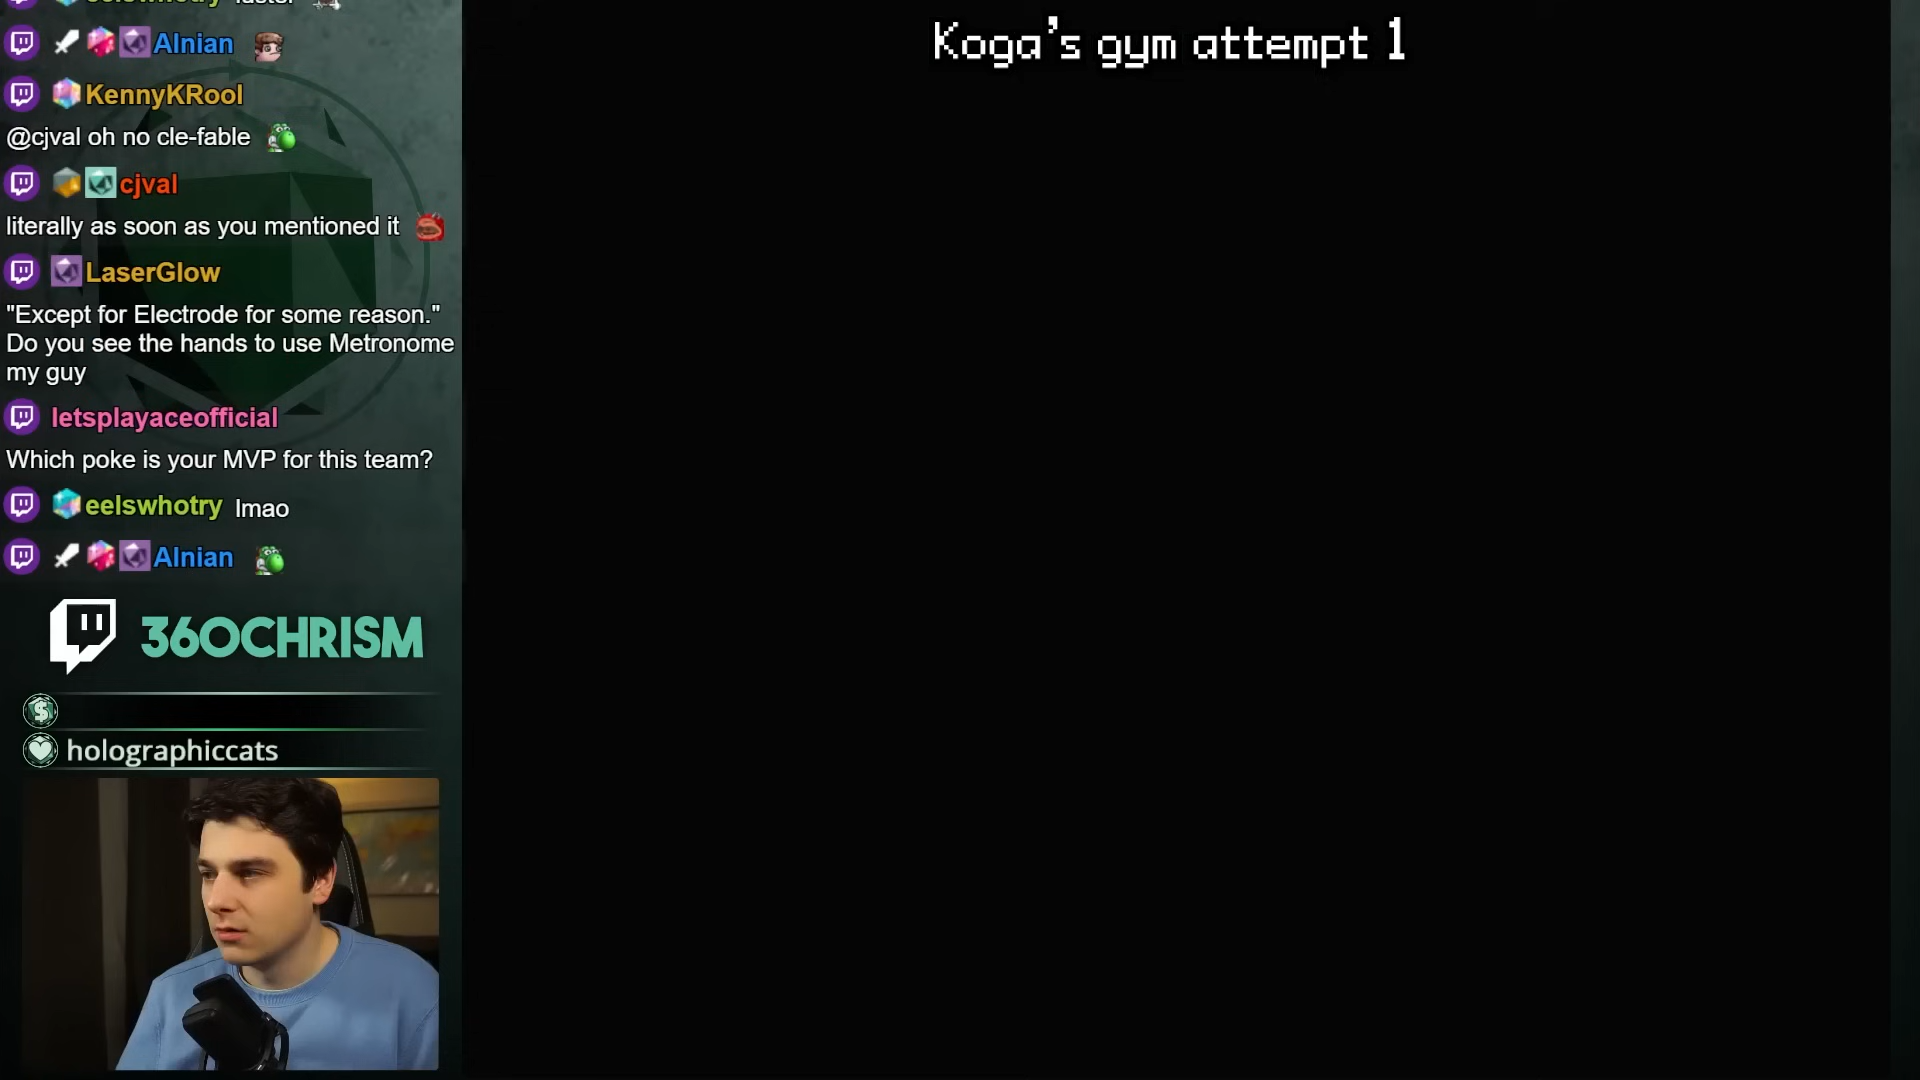 Koga's gym attempt 1
Alnian
KennyKRool
@cjval oh no cle-fable
cjval
literally as soon as you mentioned it
LaserGlow
"Except for Electrode for some reason."
Do you see the hands to use Metronome
my guy
letsplayaceofficial
Which poke is your MVP for this team?
eelswhotry lmao
Alnian
360CHRISM
holographiccats